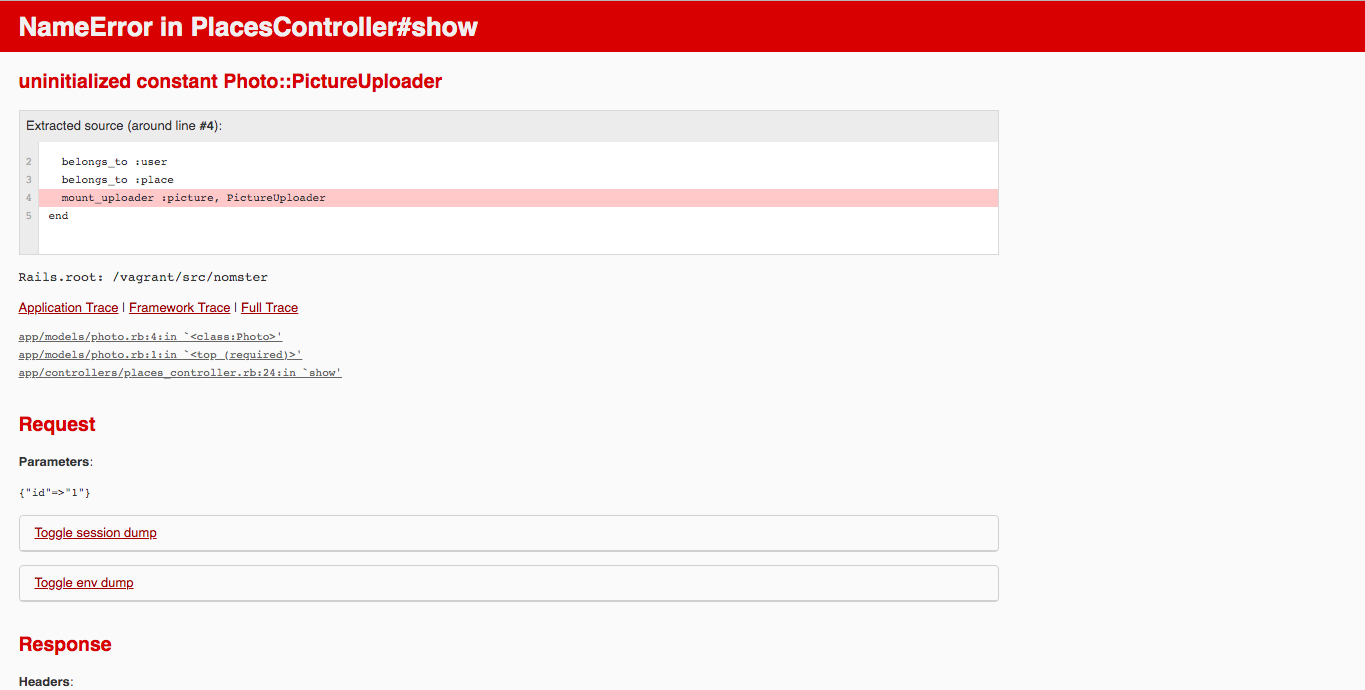 NameError in PlacesController#show
uninitialized constant Photo::PictureUploader
Extracted source (around line #4):
2 belongs_to :user
3 belongs_to :place
4 mount_uploader :picture, PictureUploader
5 end
Rails.root: /vagrant/src/nomster
Application Trace | Framework Trace | Full Trace
app/models/photo.rb:4:in `<class:Photo>'
app/models/photo.rb:1:in `<top (required)>'
app/controllers/places_controller.rb:24:in `show'
Request
Parameters:
{"id"=>"1"}
Toggle session dump
Toggle env dump
Response
Headers: